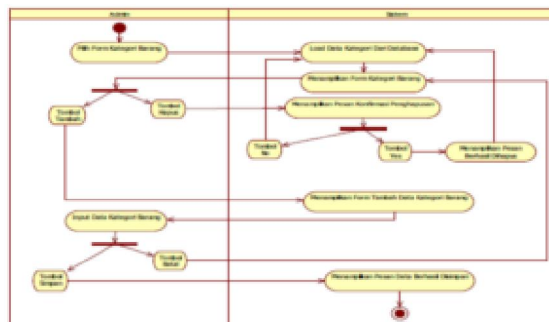 Admin
Sistem
Pilih Form Kategori Barang
Load Data Kategori Dari Database
Menampilkan Form Kategori Barang
Tombol
Tambah
Tombol
Hapus
Menampilkan Pesan Konfirmasi Penghapusan
Tombol
No
Tombol
Yes
Menampilkan Pesan
Berhasil Dihapus
Menampilkan Form Tambah Data Kategori Barang
Input Data Kategori Barang
Tombol
Simpan
Tombol
Batal
Menampilkan Pesan Data Berhasil Disimpan